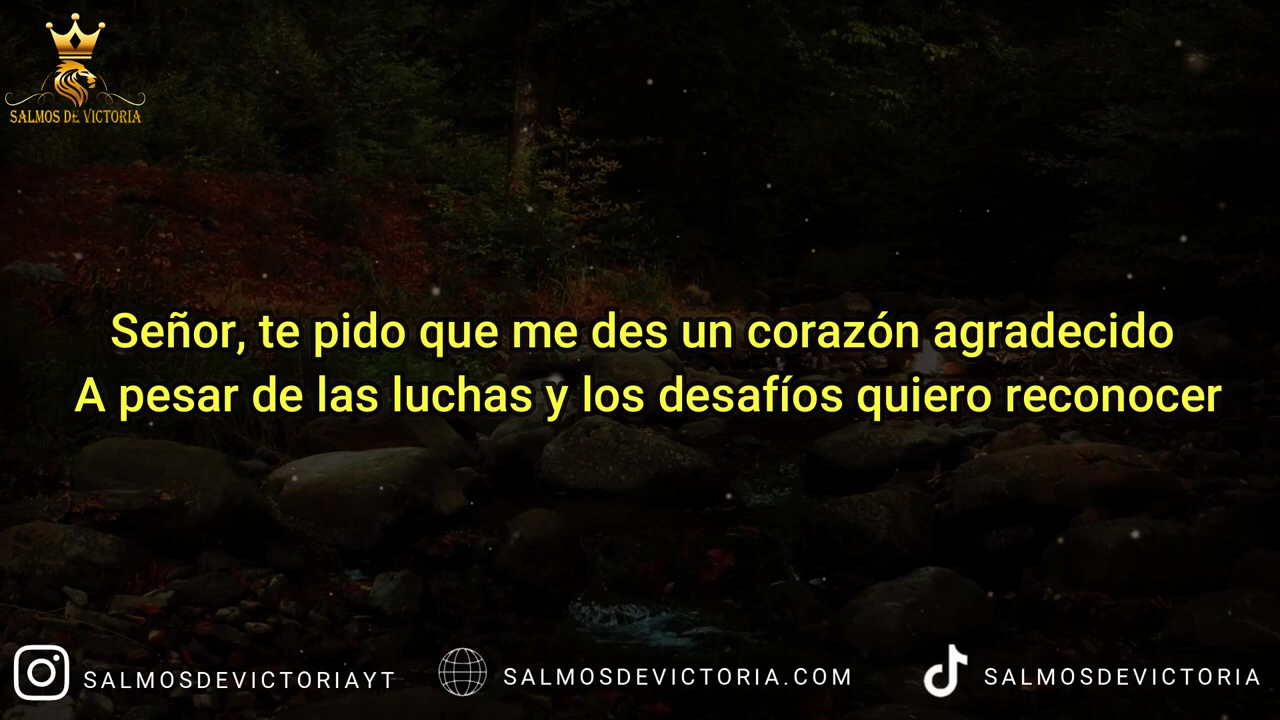 SALMOS DE VICTORIA
Señor, te pido que me des un corazón agradecido
A pesar de las luchas y los desafíos quiero reconocer
SALMOSDEVICTORIAYT
SALMOSDEVICTORIA.COM
SALMOSDEVICTORIA